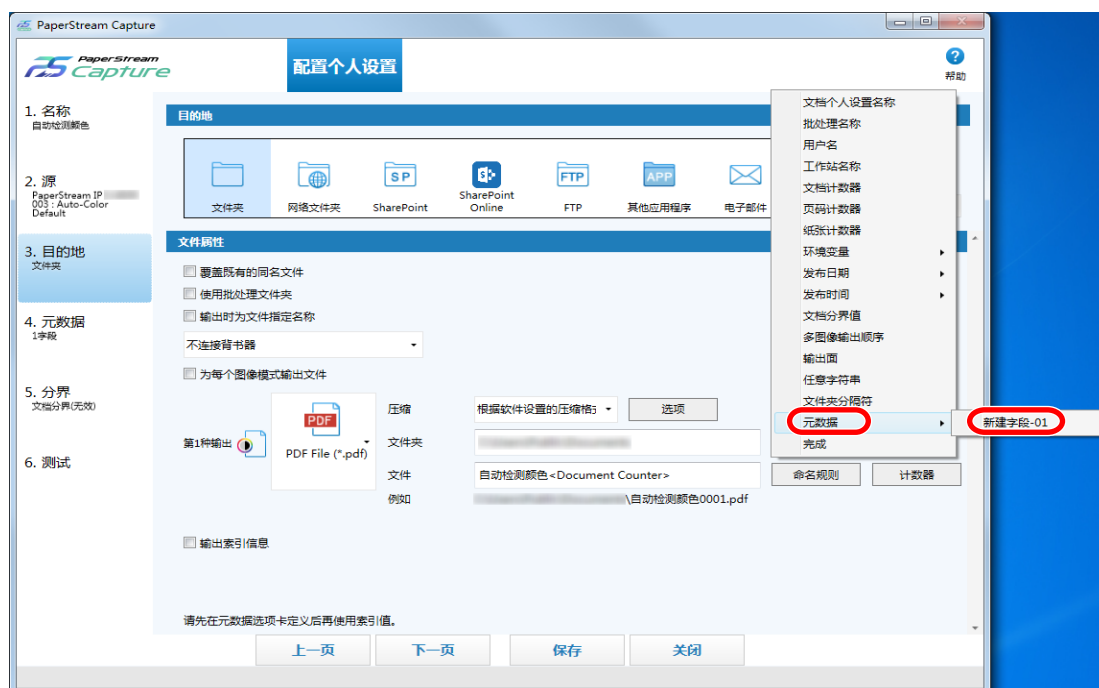 PaperStream Capture
PaperStream
Capture
配置个人设置
帮助
1. 名称
自动检测颜色
2. 源
PaperStream IP
003 : Auto-Color
Default
3. 目的地
文件夹
4. 元数据
1字段
5. 分界
文档分界(无效)
6. 测试
目的地
文件夹
网络文件夹
SP
SharePoint
SharePoint
Online
FTP
FTP
APP
其他应用程序
电子邮件
文件属性
覆盖既有的同名文件
使用批处理文件夹
输出时为文件指定名称
不连接背书器
为每个图像模式输出文件
第1种输出
PDF
PDF File (*.pdf)
压缩
根据软件设置的压缩格式
选项
文件夹
文件
自动检测颜色<Document Counter>
命名规则
计数器
例如
\自动检测颜色0001.pdf
输出索引信息
请先在元数据选项卡定义后再使用索引值。
上一页
下一页
保存
关闭
文档个人设置名称
批处理名称
用户名
工作站名称
文档计数器
页码计数器
纸张计数器
环境变量
发布日期
发布时间
文档分界值
多图像输出顺序
输出面
任意字符串
文件夹分隔符
元数据
新建字段-01
完成